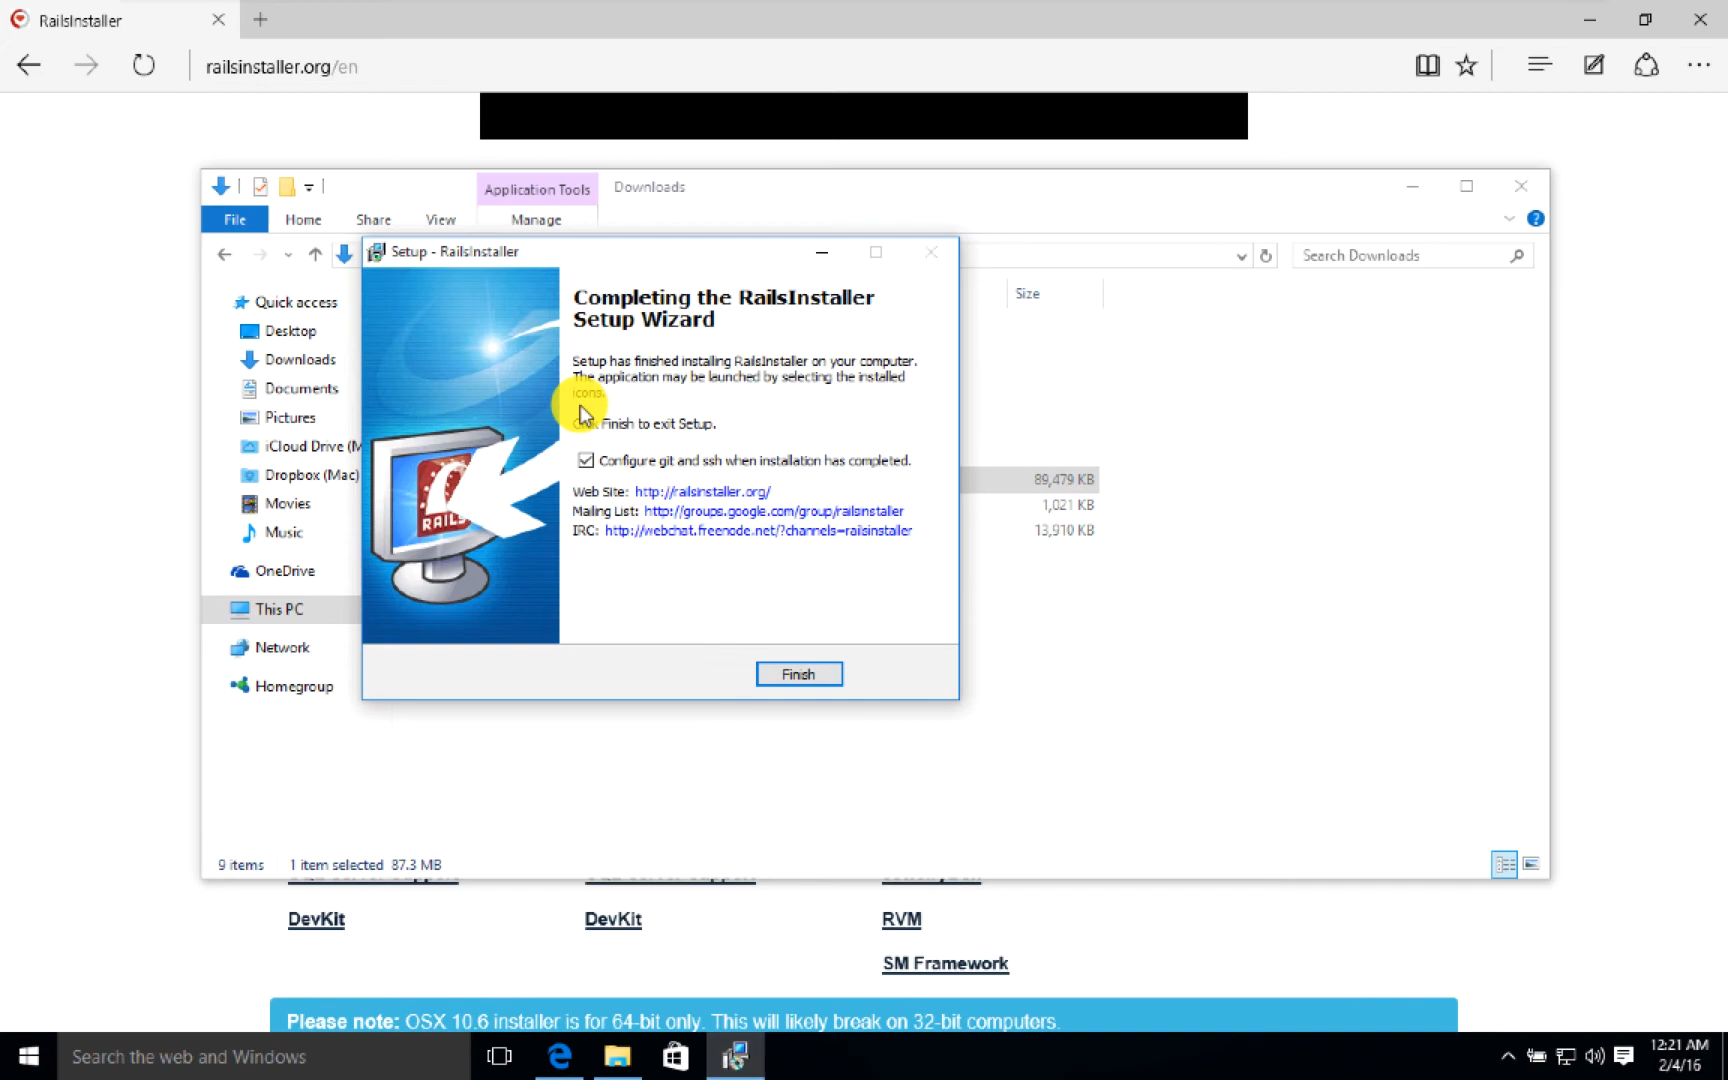 RailsInstaller
railsinstaller.org/en
Application Tools
Downloads
File
Home
Share
View
Manage
Search Downloads
Setup - RailsInstaller
Size
Completing the RailsInstaller
Setup Wizard
Setup has finished installing RailsInstaller on your computer.
The application may be launched by selecting the installed
icons.
Click Finish to exit Setup.
Configure git and ssh when installation has completed.
Web Site: http://railsinstaller.org/
Mailing List: http://groups.google.com/group/railsinstaller
IRC: http://webchat.freenode.net/?channels=railsinstaller
RAILS
Finish
Quick access
Desktop
Downloads
Documents
Pictures
iCloud Drive (M
Dropbox (Mac)
Movies
Music
OneDrive
This PC
Network
Homegroup
89,479 KB
1,021 KB
13,910 KB
9 items
1 item selected 87.3 MB
DevKit
DevKit
RVM
SM Framework
Please note: OSX 10.6 installer is for 64-bit only. This will likely break on 32-bit computers.
Search the web and Windows
12:21 AM
2/4/16